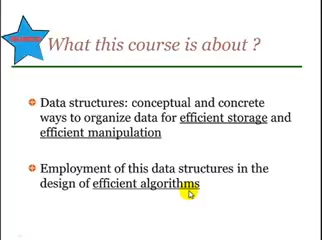 What this course is about ?
Data structures: conceptual and concrete
ways to organize data for efficient storage and
efficient manipulation
Employment of this data structures in the
design of efficient algorithms